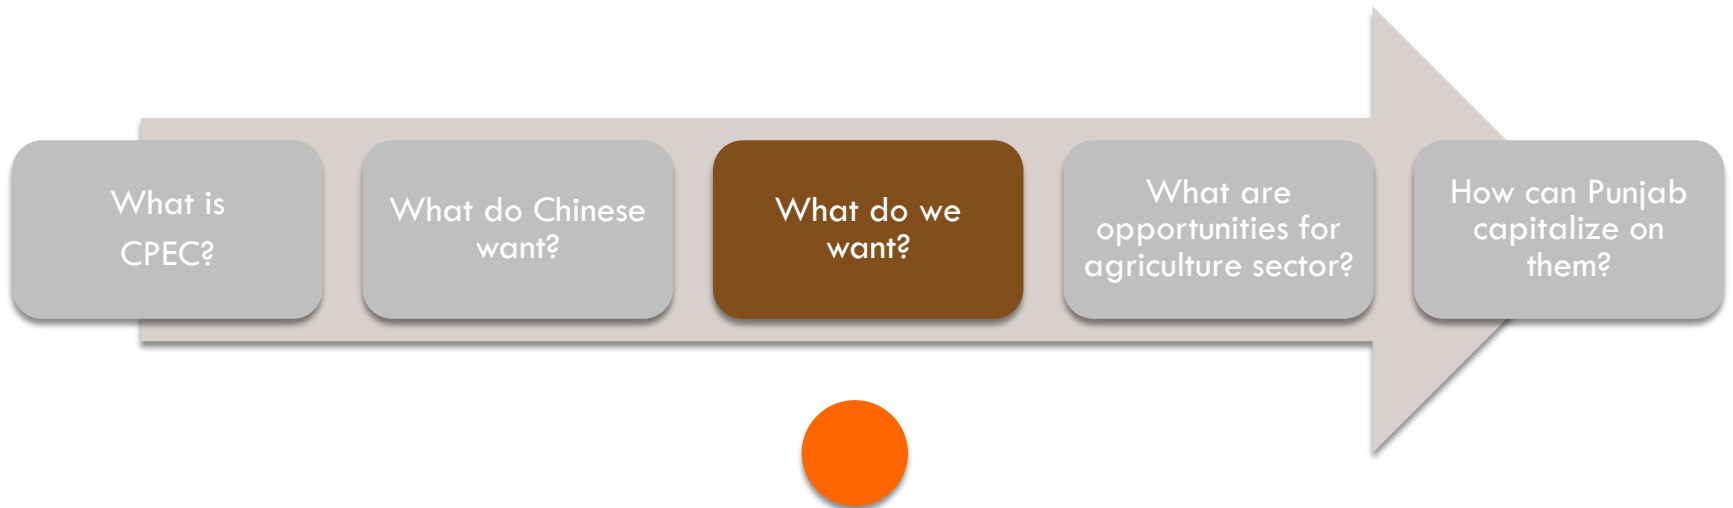 What is
CPEC?
What do Chinese
want?
What do we
want?
What are
opportunities for
agriculture sector?
How can Punjab
capitalize on
them?